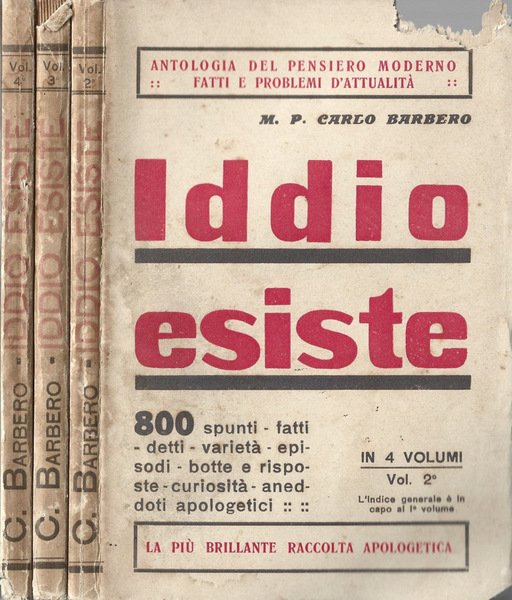 Vol. 4°
C. BARBERO - IDDIO ESISTE
Vol. 3
C. BARBERO - IDDIO ESISTE
Vol. 2°
C. BARBERO - IDDIO ESISTE
ANTOLOGIA DEL PENSIERO MODERNO
:: FATTI E PROBLEMI D'ATTUALITÀ ::
M. P. CARLO BARBERO
Iddio
esiste
800 spunti - fatti
- detti - varietà - epi-
sodi - botte e rispo-
ste - curiosità - aned-
doti apologetici :: ::
IN 4 VOLUMI
Vol. 2°
L'indice generale è in
capo al I° volume
LA PIÙ BRILLANTE RACCOLTA APOLOGETICA